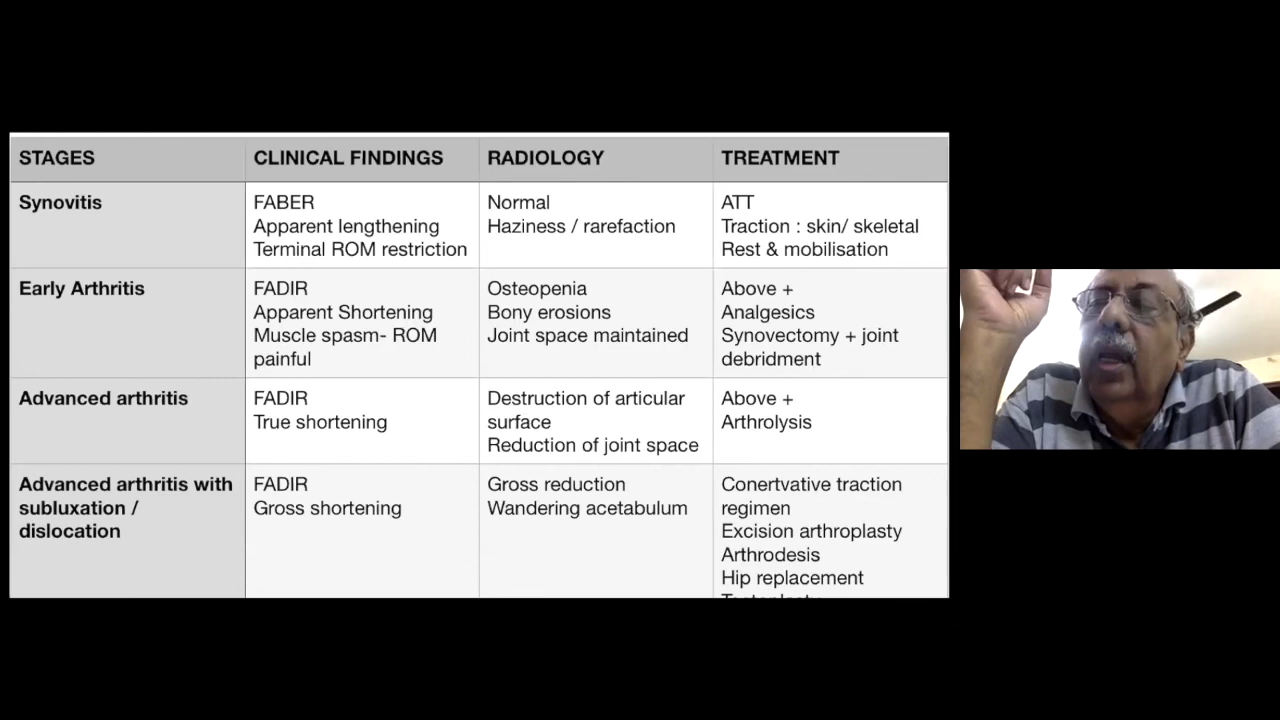 STAGES
CLINICAL FINDINGS
RADIOLOGY
TREATMENT
Synovitis
FABER
Apparent lengthening
Terminal ROM restriction
Normal
Haziness / rarefaction
ATT
Traction : skin/ skeletal
Rest & mobilisation
Early Arthritis
FADIR
Apparent Shortening
Muscle spasm- ROM
painful
Osteopenia
Bony erosions
Joint space maintained
Above +
Analgesics
Synovectomy + joint
debridment
Advanced arthritis
FADIR
True shortening
Destruction of articular
surface
Reduction of joint space
Above +
Arthrolysis
Advanced arthritis with
subluxation /
dislocation
FADIR
Gross shortening
Gross reduction
Wandering acetabulum
Conertvative traction
regimen
Excision arthroplasty
Arthrodesis
Hip replacement